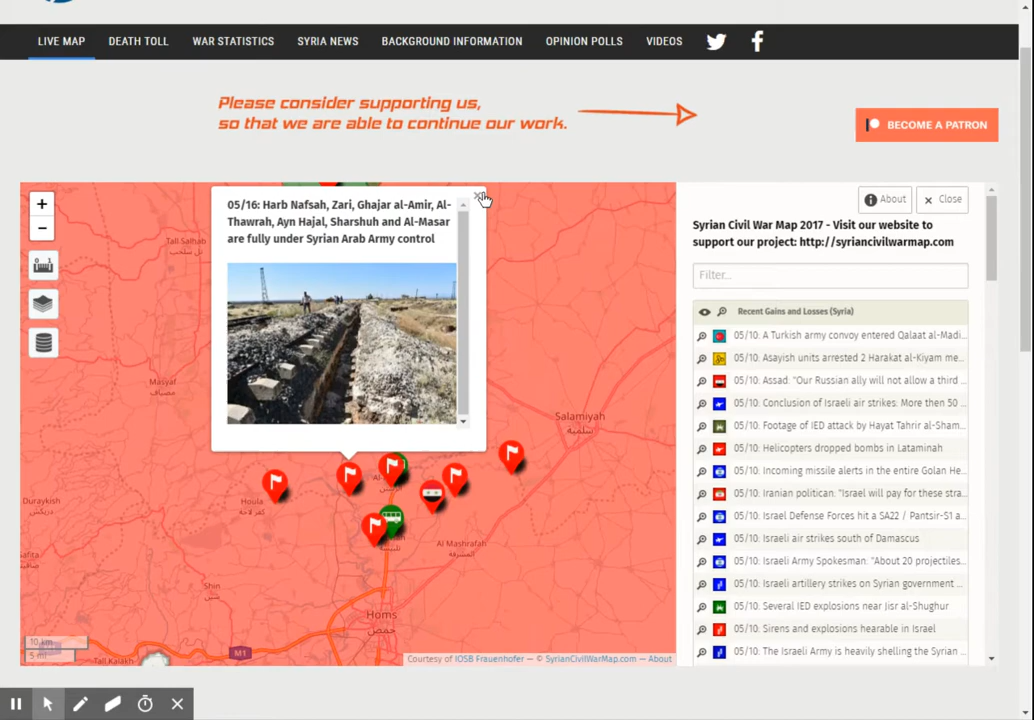 LIVE MAP DEATH TOLL WAR STATISTICS SYRIA NEWS BACKGROUND INFORMATION OPINION POLLS VIDEOS
Please consider supporting us,
so that we are able to continue our work.
BECOME A PATRON
+
−
05/16: Harb Nafsah, Zari, Ghajar al-Amir, Al-
Thawrah, Ayn Hajal, Sharshuh and Al-Masar
are fully under Syrian Arab Army control
Tall Salhab
Masyaf
مصياف
Salamiyah
سلمية
Houla
كفرلاحة
Duraykish
دريكيش
Al Mashrafah
المشرفة
Shin
شين
Homs
حمص
Tall Kalakh
M1
10 km
5 mi
Courtesy of IOSB Fraunhofer — © SyrianCivilWarMap.com — About
About
Close
Syrian Civil War Map 2017 - Visit our website to
support our project: http://syriancivilwarmap.com
Filter...
Recent Gains and Losses (Syria)
05/10: A Turkish army convoy entered Qalaat al-Madi...
05/10: Asayish units arrested 2 Harakat al-Kiyam me...
05/10: Assad: "Our Russian ally will not allow a third ...
05/10: Conclusion of Israeli air strikes: More then 50 ...
05/10: Footage of IED attack by Hayat Tahrir al-Sham...
05/10: Helicopters dropped bombs in Lataminah
05/10: Incoming missile alerts in the entire Golan He...
05/10: Iranian politican: "Israel will pay for these stra...
05/10: Israel Defense Forces hit a SA22 / Pantsir-S1 a...
05/10: Israeli air strikes south of Damascus
05/10: Israeli Army Spokesman: "About 20 projectiles...
05/10: Israeli artillery strikes on Syrian government ...
05/10: Several IED explosions near Jisr al-Shughur
05/10: Sirens and explosions hearable in Israel
05/10: The Israeli Army is heavily shelling the Syrian ...